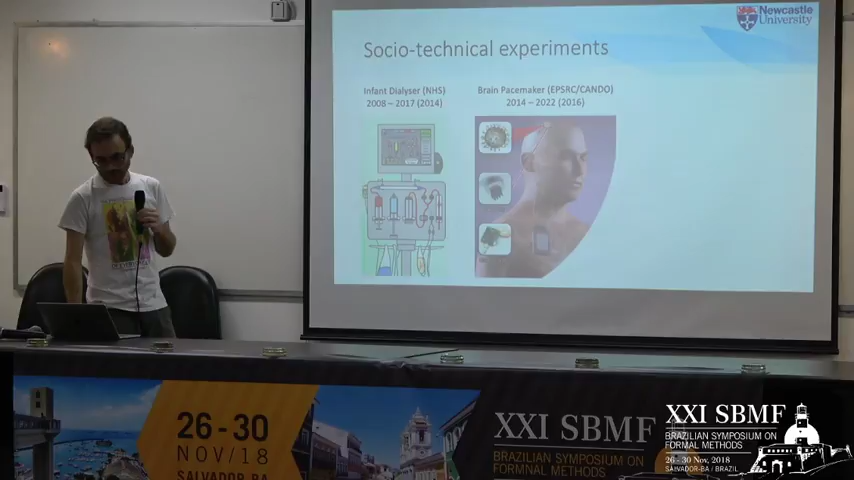 Newcastle
University
Socio-technical experiments
Infant Dialyser (NHS)
2008 – 2017 (2014)
Brain Pacemaker (EPSRC/CANDO)
2014 – 2022 (2016)
26-30
NOV/18
SALVADOR-BA
XXI SBMF
BRAZILIAN SYMPOSIUM ON
FORMNAL METHODS
XXI SBMF
BRAZILIAN SYMPOSIUM ON
FORMAL METHODS
26 - 30 Nov, 2018
SALVADOR-BA / BRAZIL